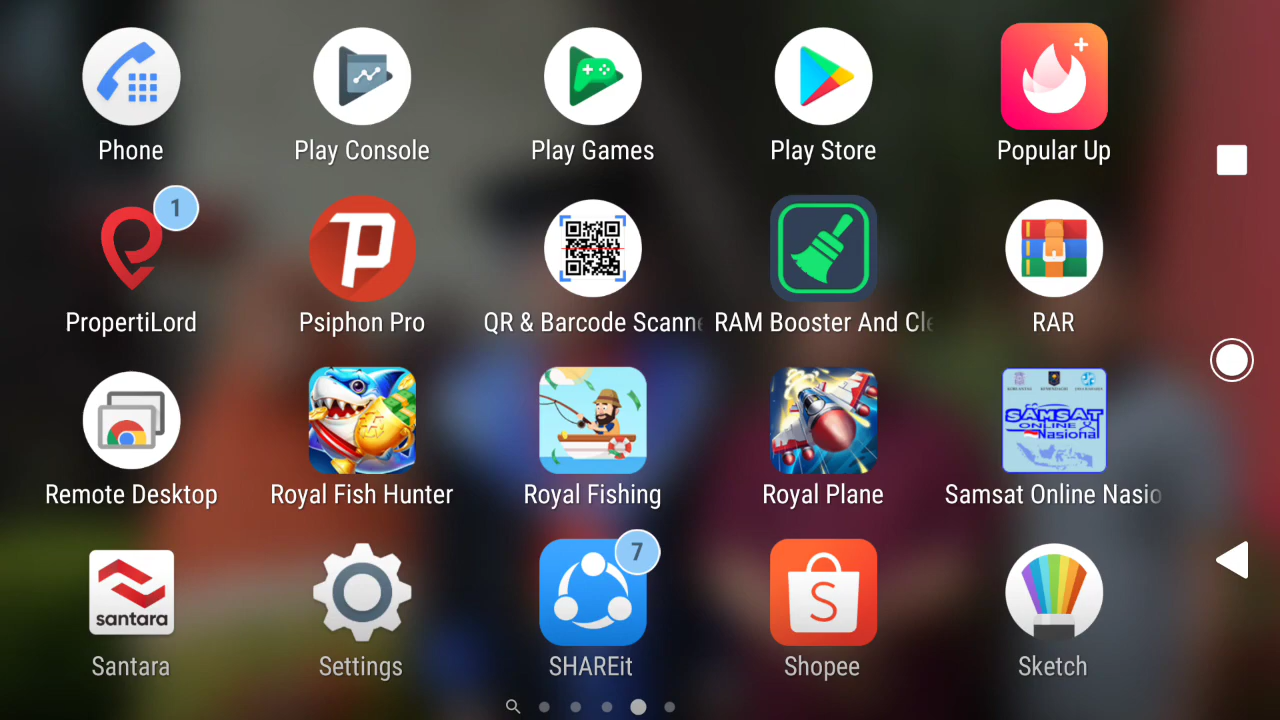 Phone
Play Console
Play Games
Play Store
Popular Up
1
PropertiLord
Psiphon Pro
QR & Barcode Scanne
RAM Booster And Cle
RAR
Remote Desktop
Royal Fish Hunter
Royal Fishing
Royal Plane
SAMSAT
ONLINE
Nasional
Samsat Online Nasio
santara
Santara
Settings
7
SHAREit
S
Shopee
Sketch